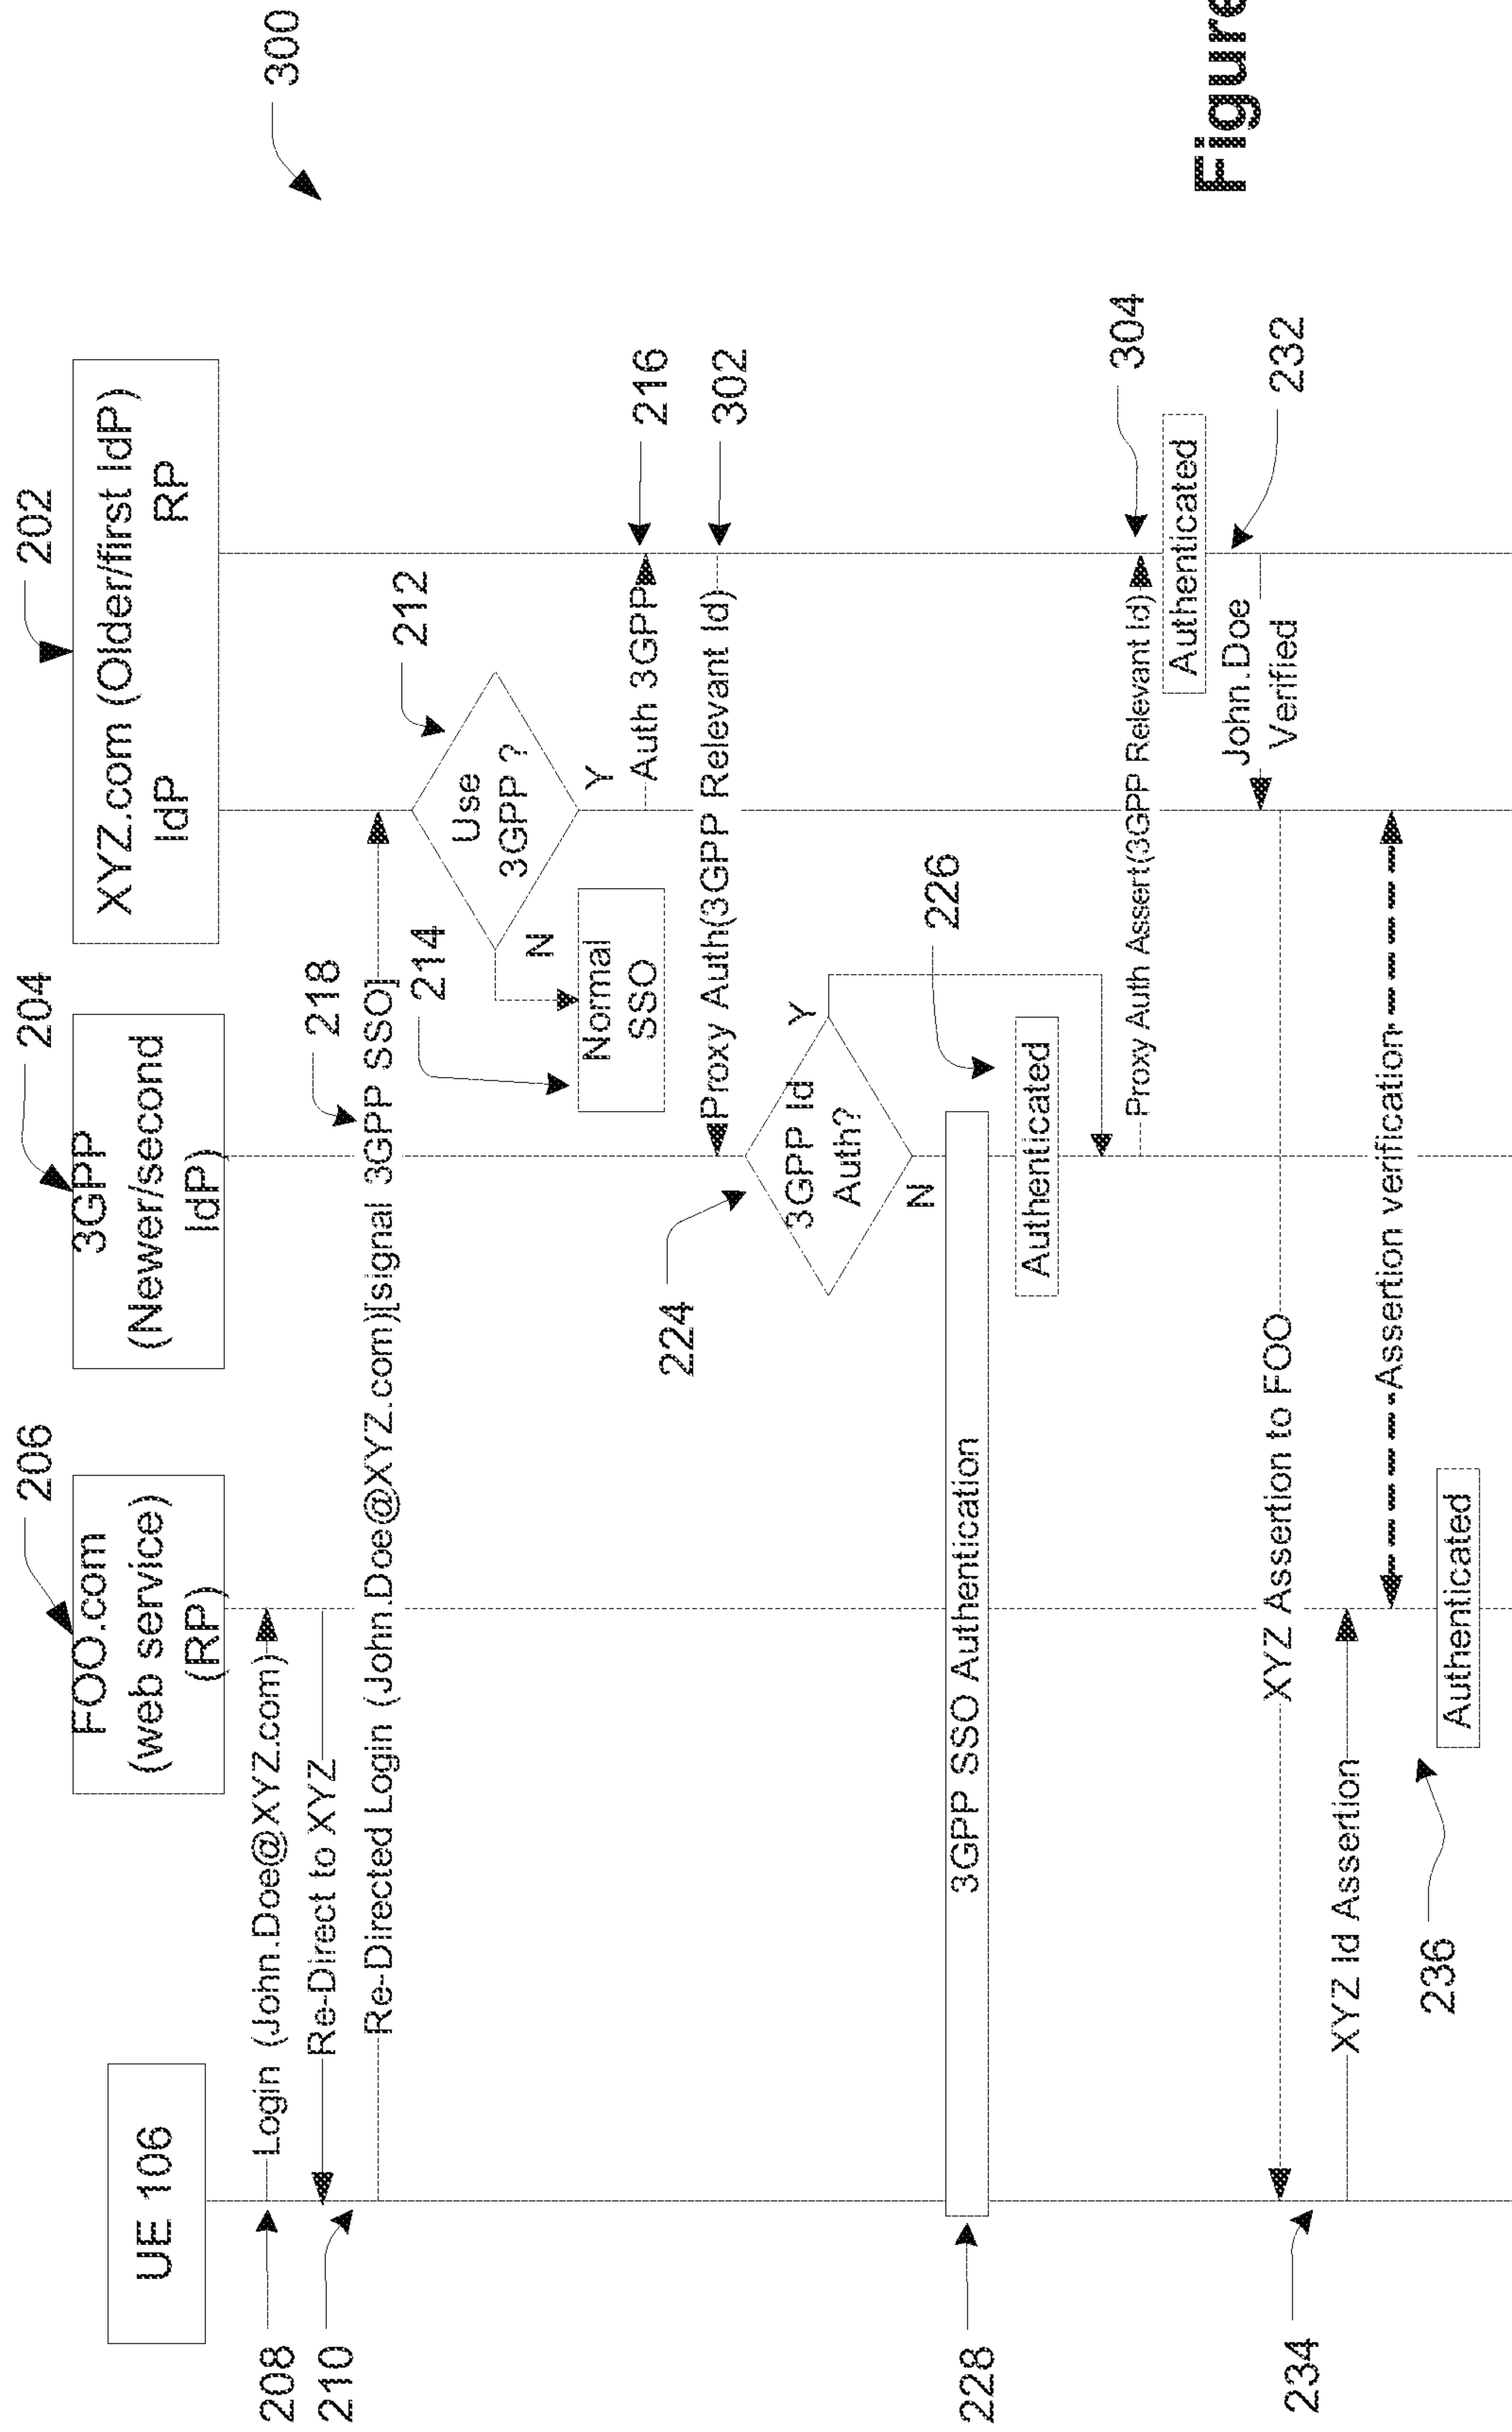 202
204
206
UE 106
FOO.com
(web service)
(RP)
3GPP
(Newer/second
IdP)
XYZ.com (Older/first IdP)
IdP
RP
300
208
Login (John.Doe@XYZ.com)
Re-Direct to XYZ
210
Re-Directed Login (John.Doe@XYZ.com)[signal 3GPP SSO]
218
212
Use
3GPP ?
N
Y
214
Normal
SSO
Auth 3GPP
216
Proxy Auth(3GPP Relevant Id)
302
224
3GPP Id
Auth?
Y
N
226
228
3GPP SSO Authentication
Authenticated
Proxy Auth Assert(3GPP Relevant Id)
304
Authenticated
John.Doe
Verified
232
XYZ Assertion to FOO
234
XYZ Id Assertion
Assertion verification
236
Authenticated
Figure